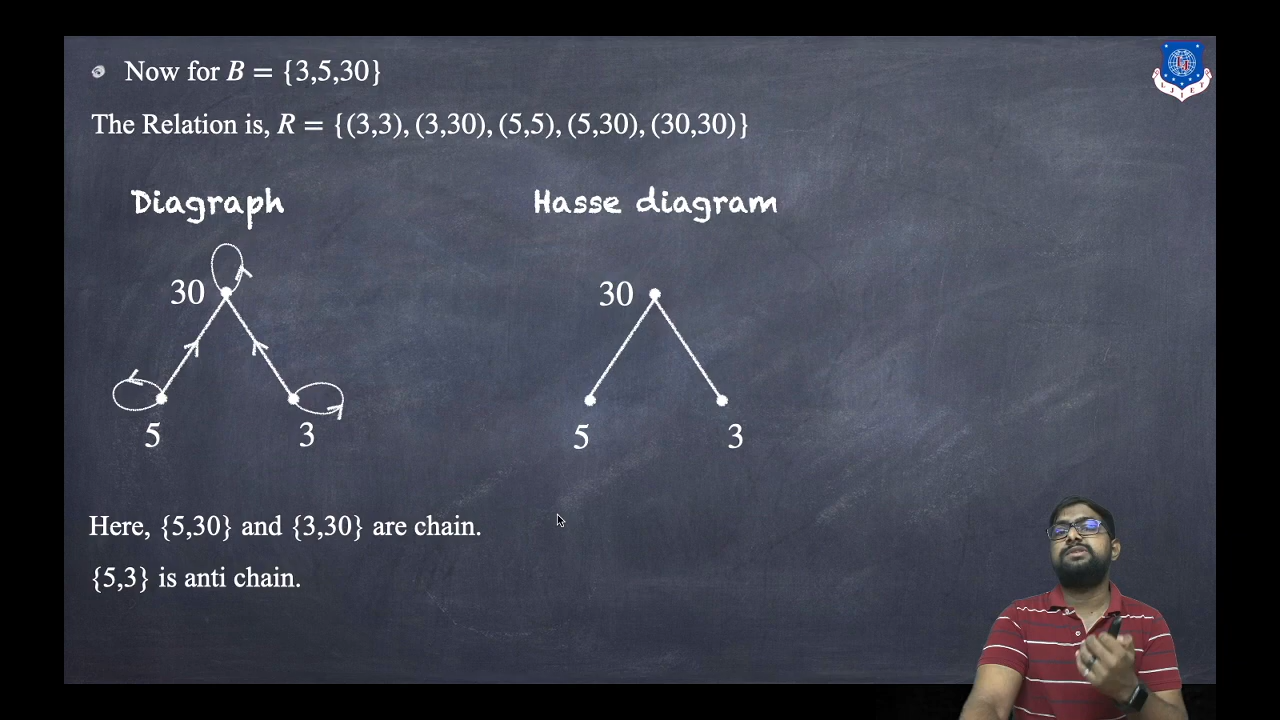 Now for B = {3,5,30}
The Relation is, R = {(3,3), (3,30), (5,5), (5,30), (30,30)}
Diagraph
Hasse diagram
30
30
5
3
5
3
Here, {5,30} and {3,30} are chain.
{5,3} is anti chain.